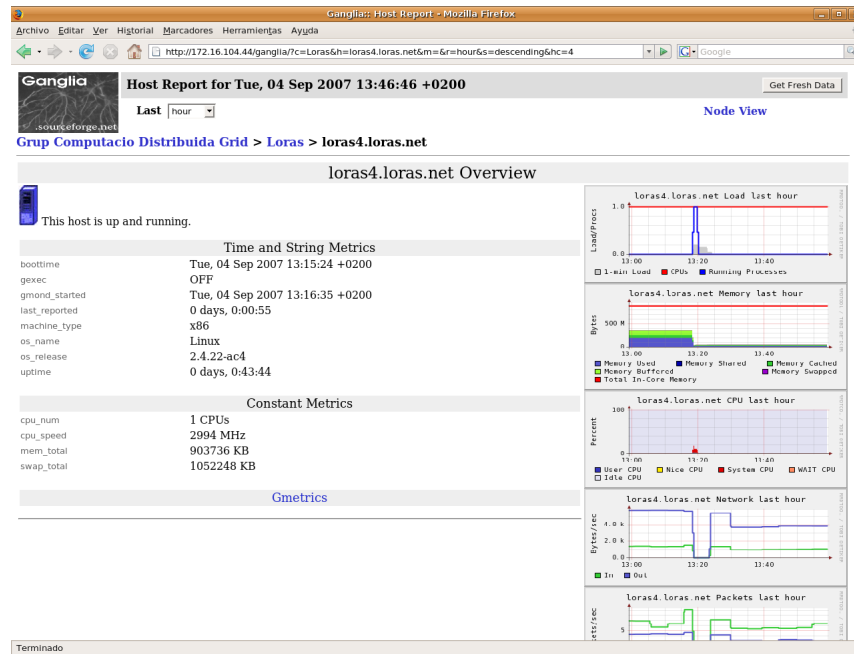 Ganglia:: Host Report - Mozilla Firefox
Archivo Editar Ver Historial Marcadores Herramientas Ayuda
http://172.16.104.44/ganglia/?c=Loras&h=loras4.loras.net&m=&r=hour&s=descending&hc=4
Google
Ganglia
.sourceforge.net
Host Report for Tue, 04 Sep 2007 13:46:46 +0200
Get Fresh Data
Last hour
Node View
Grup Computacio Distribuida Grid > Loras > loras4.loras.net
loras4.loras.net Overview
This host is up and running.
Time and String Metrics
boottime Tue, 04 Sep 2007 13:15:24 +0200
gexec OFF
gmond_started Tue, 04 Sep 2007 13:16:35 +0200
last_reported 0 days, 0:00:55
machine_type x86
os_name Linux
os_release 2.4.22-ac4
uptime 0 days, 0:43:44
Constant Metrics
cpu_num 1 CPUs
cpu_speed 2994 MHz
mem_total 903736 KB
swap_total 1052248 KB
Gmetrics
loras4.loras.net Load last hour
Load/Procs
1.0
0.0
13:00 13:20 13:40
1-min Load CPUs Running Processes
loras4.loras.net Memory last hour
Bytes
500 M
0
13:00 13:20 13:40
Memory Used Memory Shared Memory Cached
Memory Buffered Memory Swapped
Total In-Core Memory
loras4.loras.net CPU last hour
Percent
100
0
13:00 13:20 13:40
User CPU Nice CPU System CPU WAIT CPU
Idle CPU
loras4.loras.net Network last hour
Bytes/sec
4.0 k
2.0 k
0.0
13:00 13:20 13:40
In Out
loras4.loras.net Packets last hour
ets/sec
5
Terminado